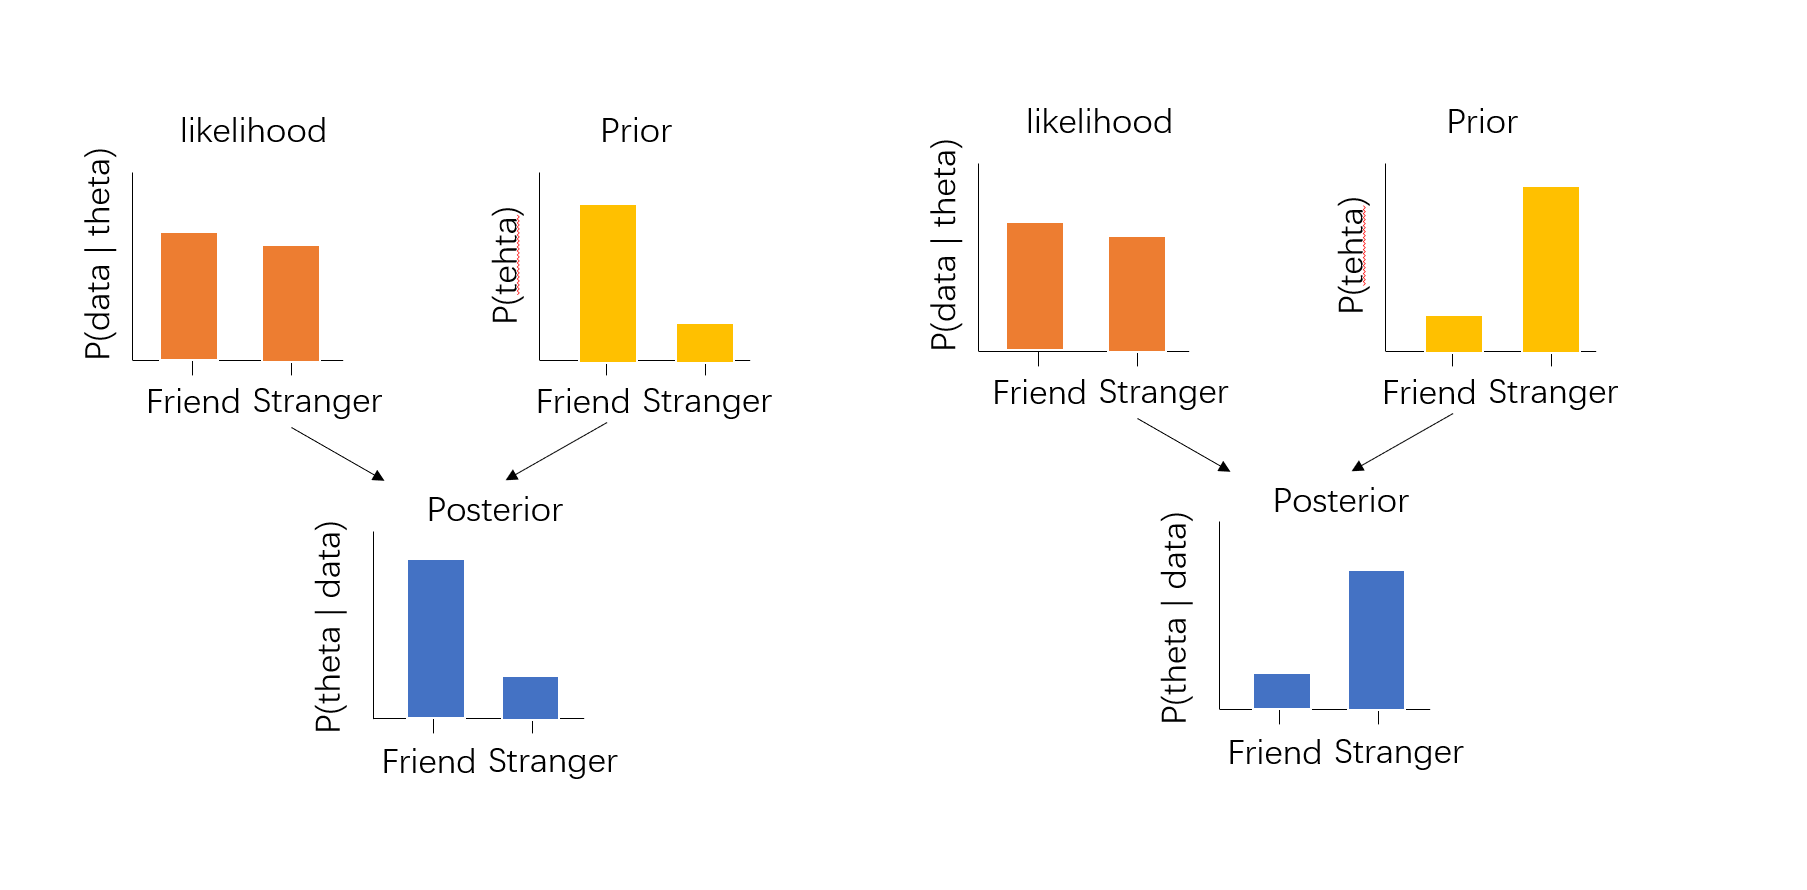 likelihood
P(data | theta)
Friend Stranger
Prior
P(tehta)
Friend Stranger
Posterior
P(theta | data)
Friend Stranger
likelihood
P(data | theta)
Friend Stranger
Prior
P(tehta)
Friend Stranger
Posterior
P(theta | data)
Friend Stranger